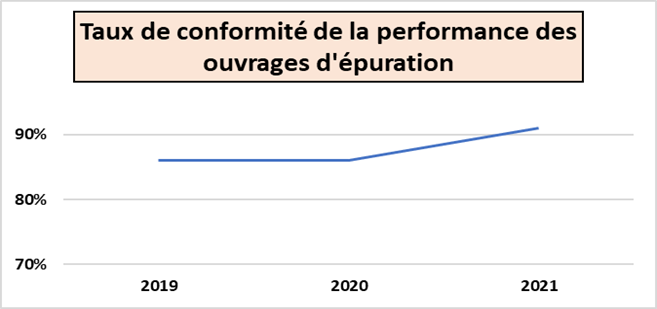 Taux de conformité de la performance des
ouvrages d'épuration
90%
80%
70%
2019 2020 2021